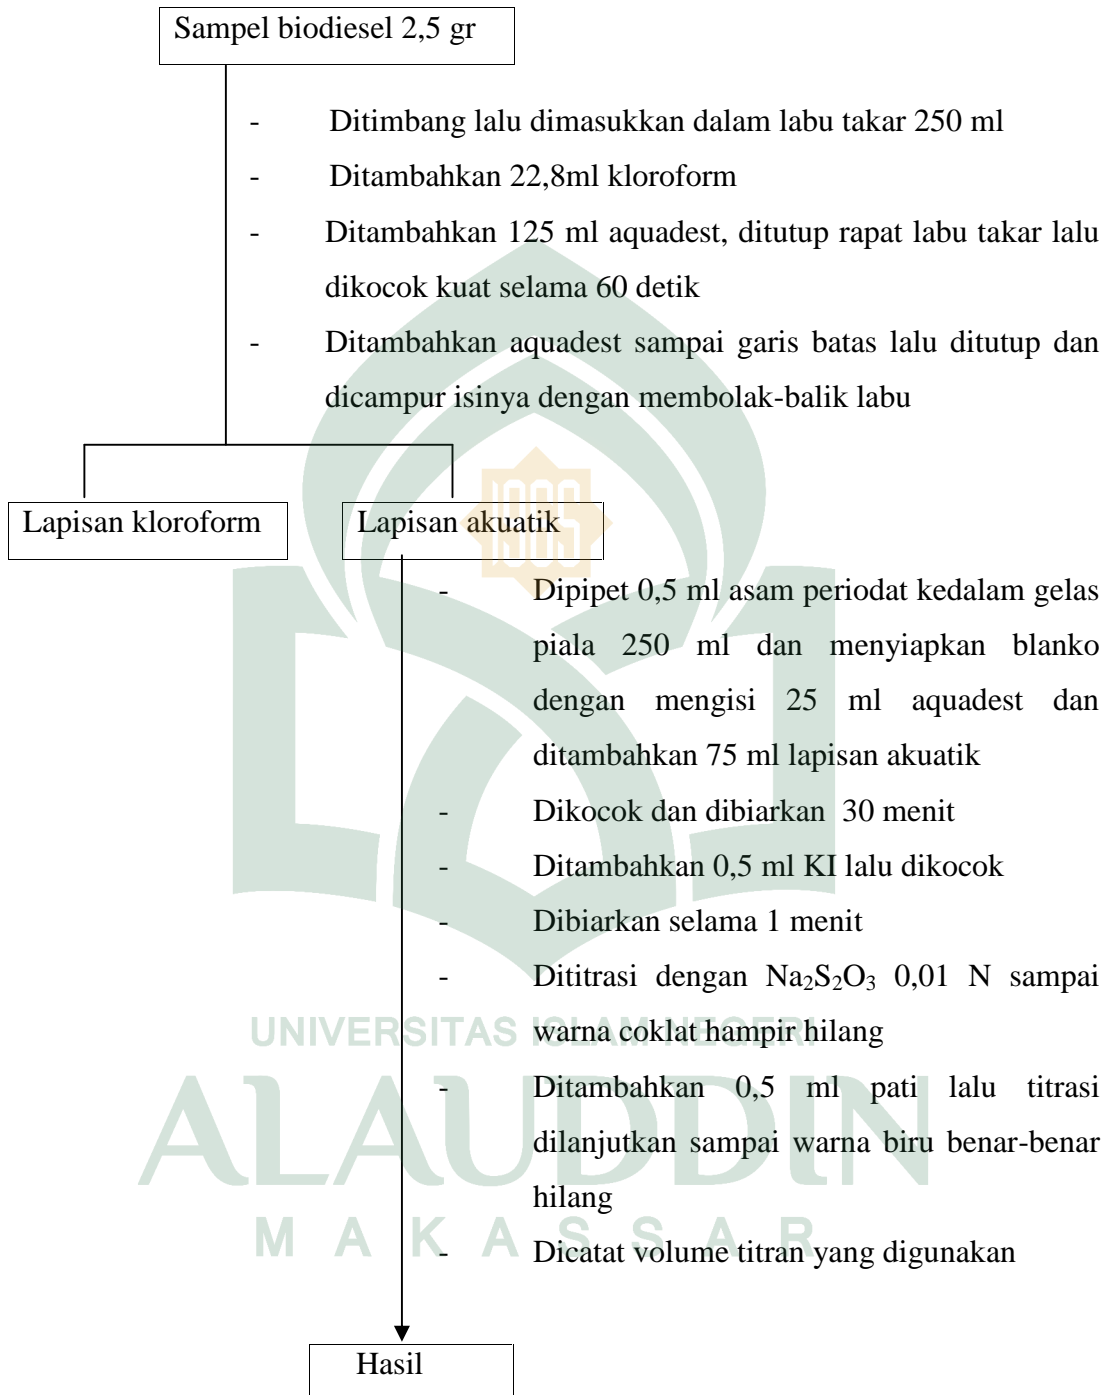 Sampel biodiesel 2,5 gr
- Ditimbang lalu dimasukkan dalam labu takar 250 ml
- Ditambahkan 22,8ml kloroform
- Ditambahkan 125 ml aquadest, ditutup rapat labu takar lalu
dikocok kuat selama 60 detik
- Ditambahkan aquadest sampai garis batas lalu ditutup dan
dicampur isinya dengan membolak-balik labu
Lapisan kloroform
Lapisan akuatik
1965
- Dipipet 0,5 ml asam periodat kedalam gelas
piala 250 ml dan menyiapkan blanko
dengan mengisi 25 ml aquadest dan
ditambahkan 75 ml lapisan akuatik
- Dikocok dan dibiarkan 30 menit
- Ditambahkan 0,5 ml KI lalu dikocok
- Dibiarkan selama 1 menit
- Dititrasi dengan Na₂S₂O₃ 0,01 N sampai
warna coklat hampir hilang
UNIVERSITAS ISLAM NEGERI
- Ditambahkan 0,5 ml pati lalu titrasi
dilanjutkan sampai warna biru benar-benar
hilang
ALAUDDIN
MAKASSAR
- Dicatat volume titran yang digunakan
Hasil